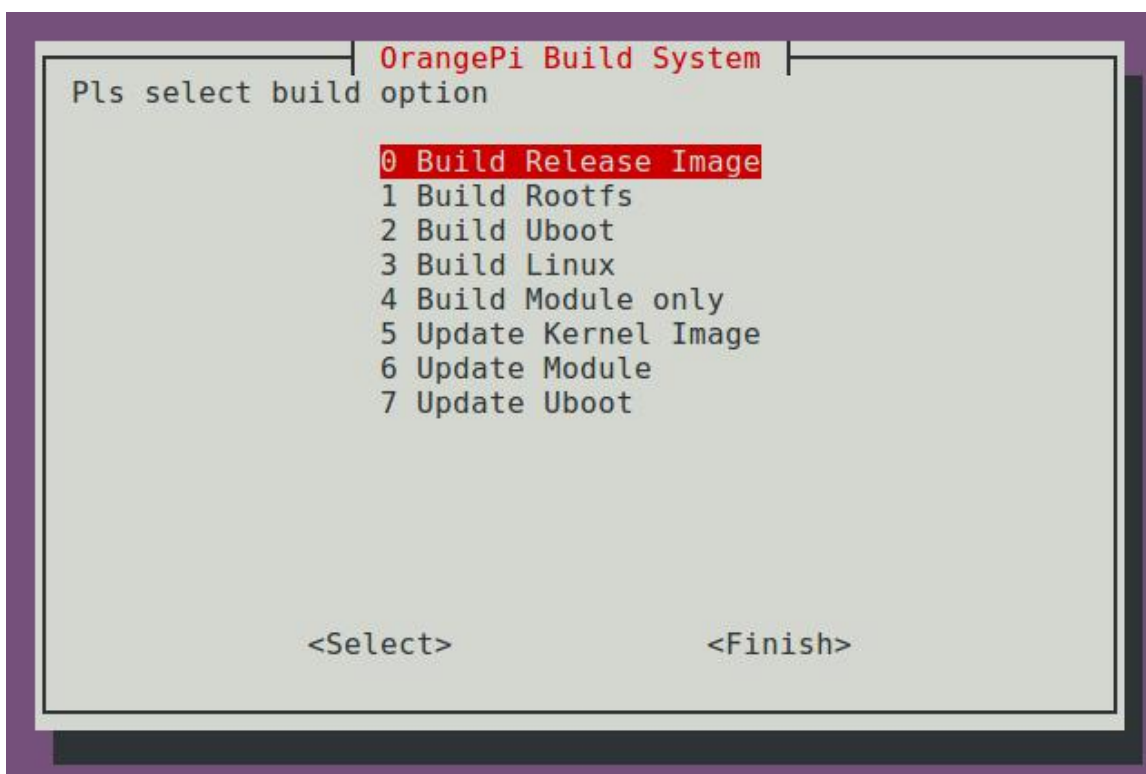 OrangePi Build System
Pls select build option
0 Build Release Image
1 Build Rootfs
2 Build Uboot
3 Build Linux
4 Build Module only
5 Update Kernel Image
6 Update Module
7 Update Uboot
<Select> <Finish>